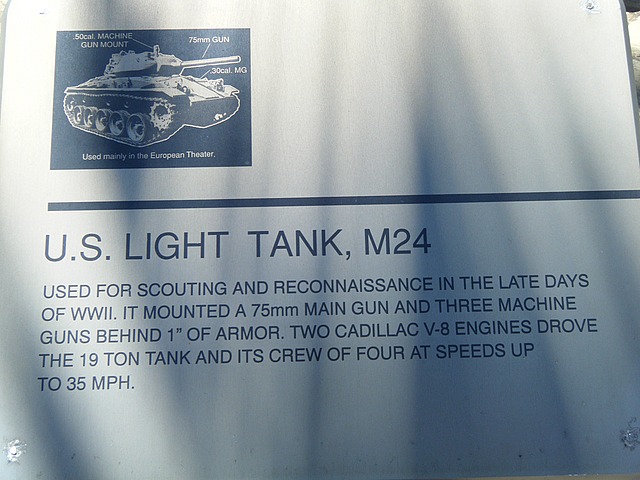 .50cal. MACHINE
GUN MOUNT
75mm GUN
.30cal. MG
Used mainly in the European Theater.
U.S. LIGHT TANK, M24
USED FOR SCOUTING AND RECONNAISSANCE IN THE LATE DAYS
OF WWII. IT MOUNTED A 75mm MAIN GUN AND THREE MACHINE
GUNS BEHIND 1" OF ARMOR. TWO CADILLAC V-8 ENGINES DROVE
THE 19 TON TANK AND ITS CREW OF FOUR AT SPEEDS UP
TO 35 MPH.